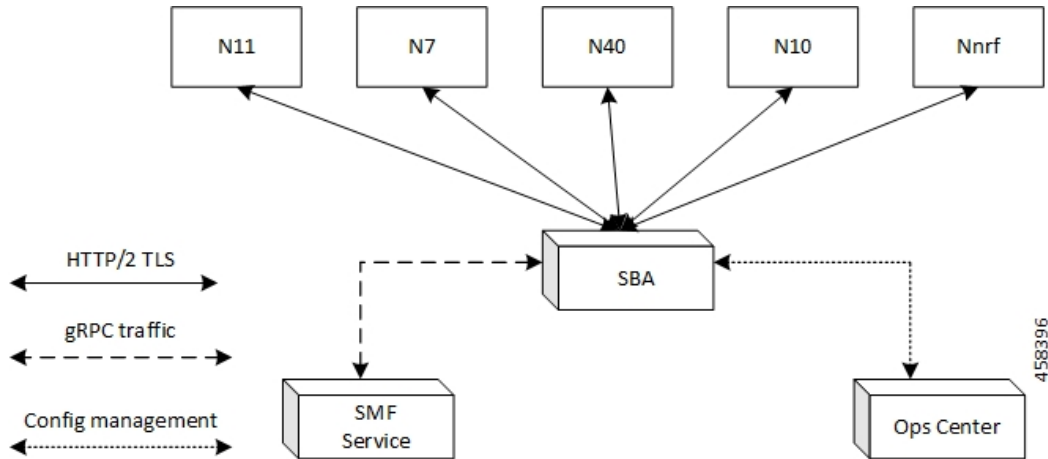 N11
N7
N40
N10
Nnrf
HTTP/2 TLS
SBA
gRPC traffic
Config management
SMF
Service
Ops Center
458396